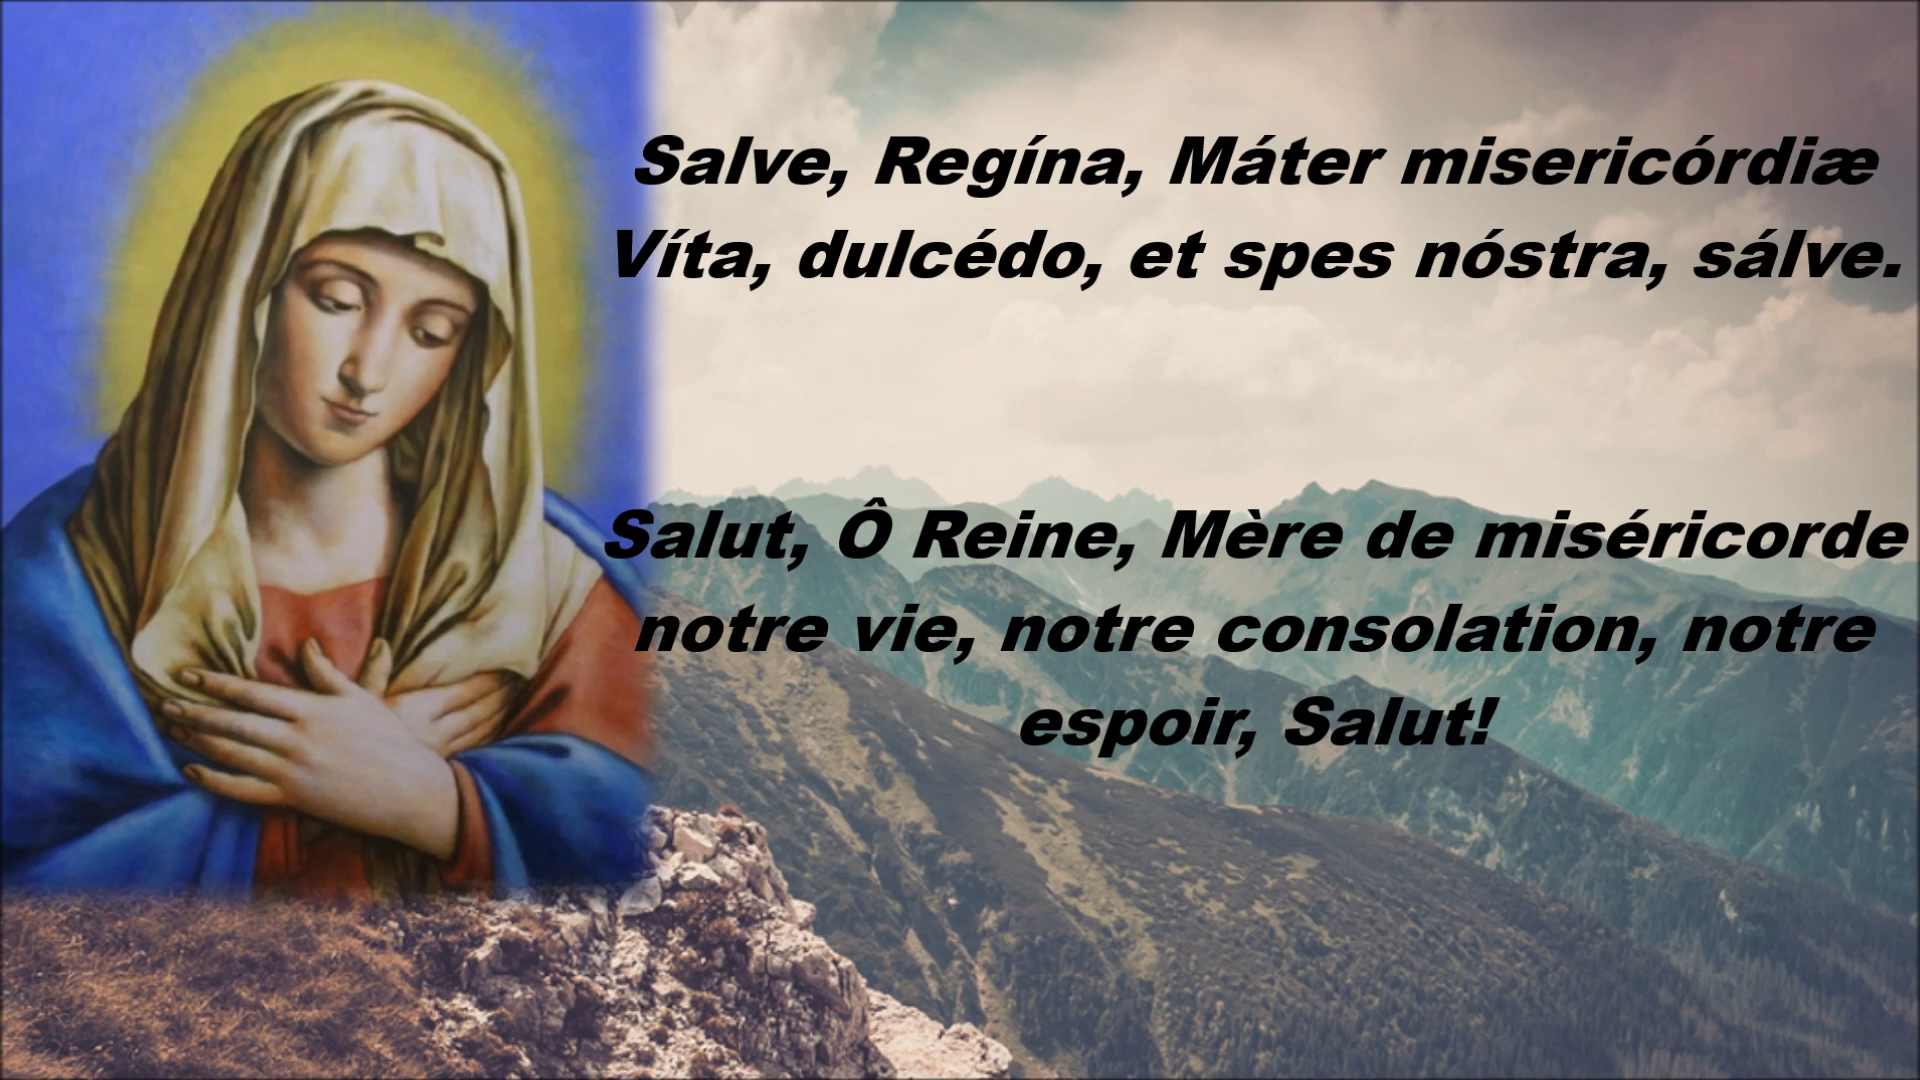 Salve, Regína, Máter misericórdiæ
Víta, dulcédo, et spes nóstra, sálve.
Salut, Ô Reine, Mère de miséricorde
notre vie, notre consolation, notre
espoir, Salut!